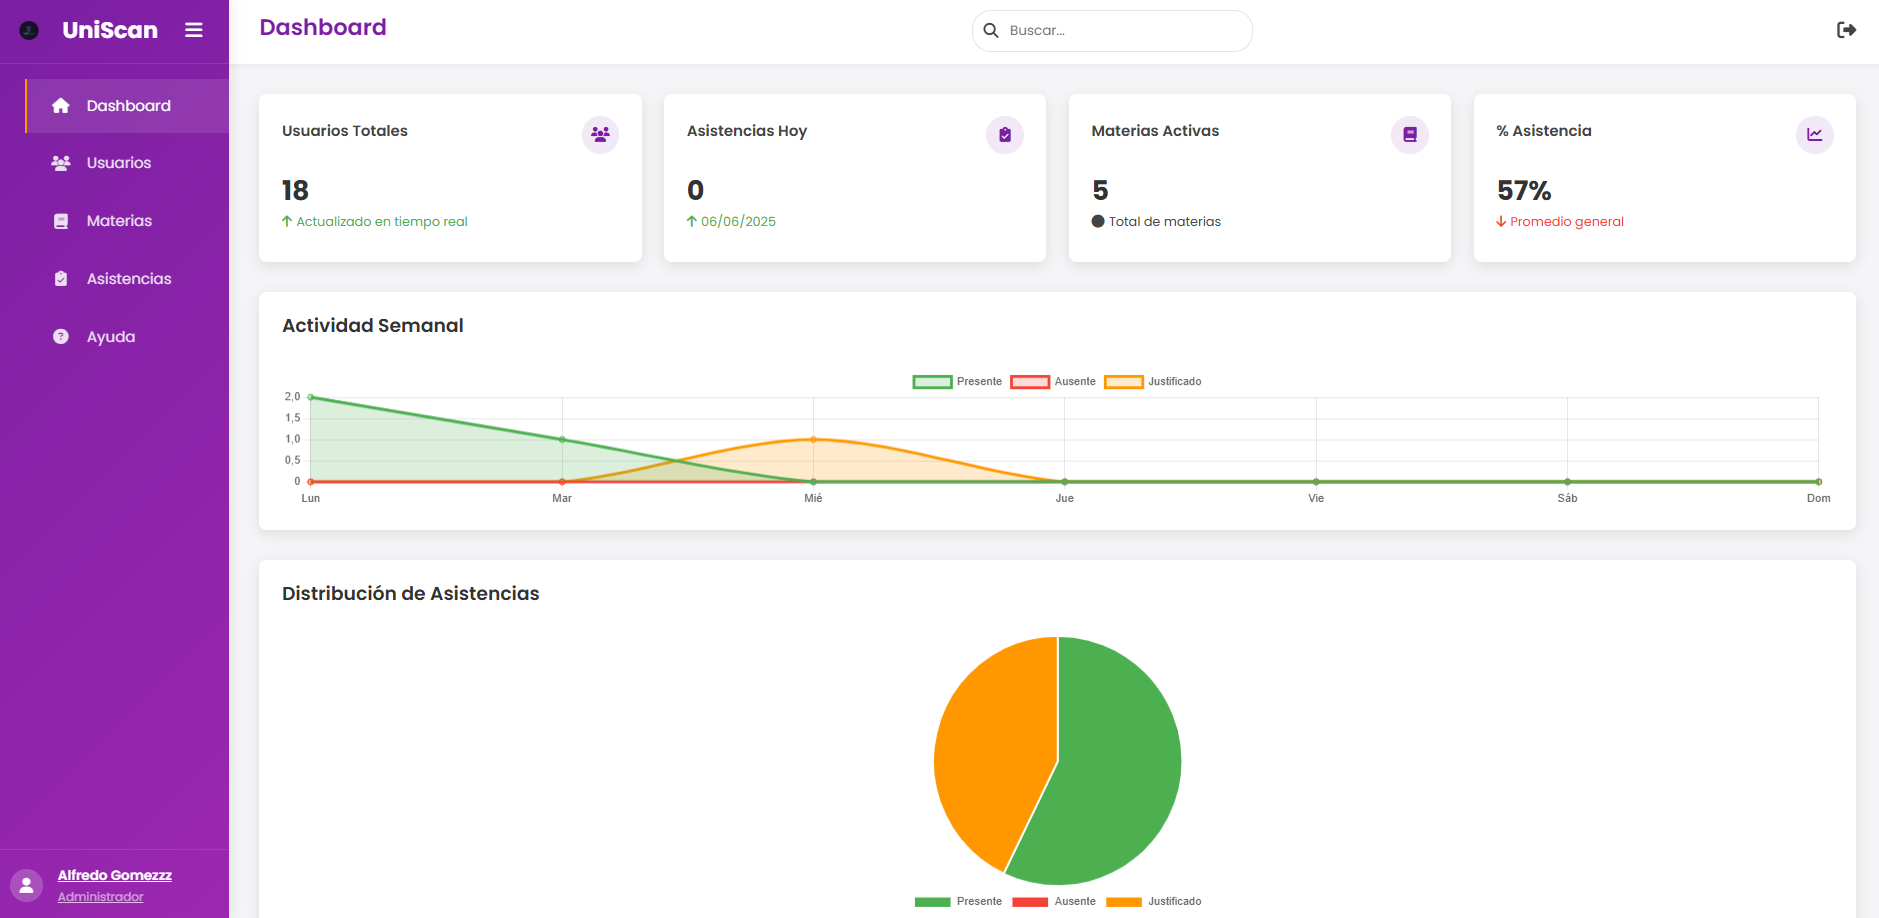 UniScan
Dashboard
Usuarios
Materias
Asistencias
Ayuda
Alfredo Gomezzz
Administrador
Dashboard
Buscar...
Usuarios Totales
18
Actualizado en tiempo real
Asistencias Hoy
0
06/06/2025
Materias Activas
5
Total de materias
% Asistencia
57%
Promedio general
Actividad Semanal
Presente Ausente Justificado
2,0
1,5
1,0
0,5
0
Lun Mar Mié Jue Vie Sáb Dom
Distribución de Asistencias
Presente Ausente Justificado